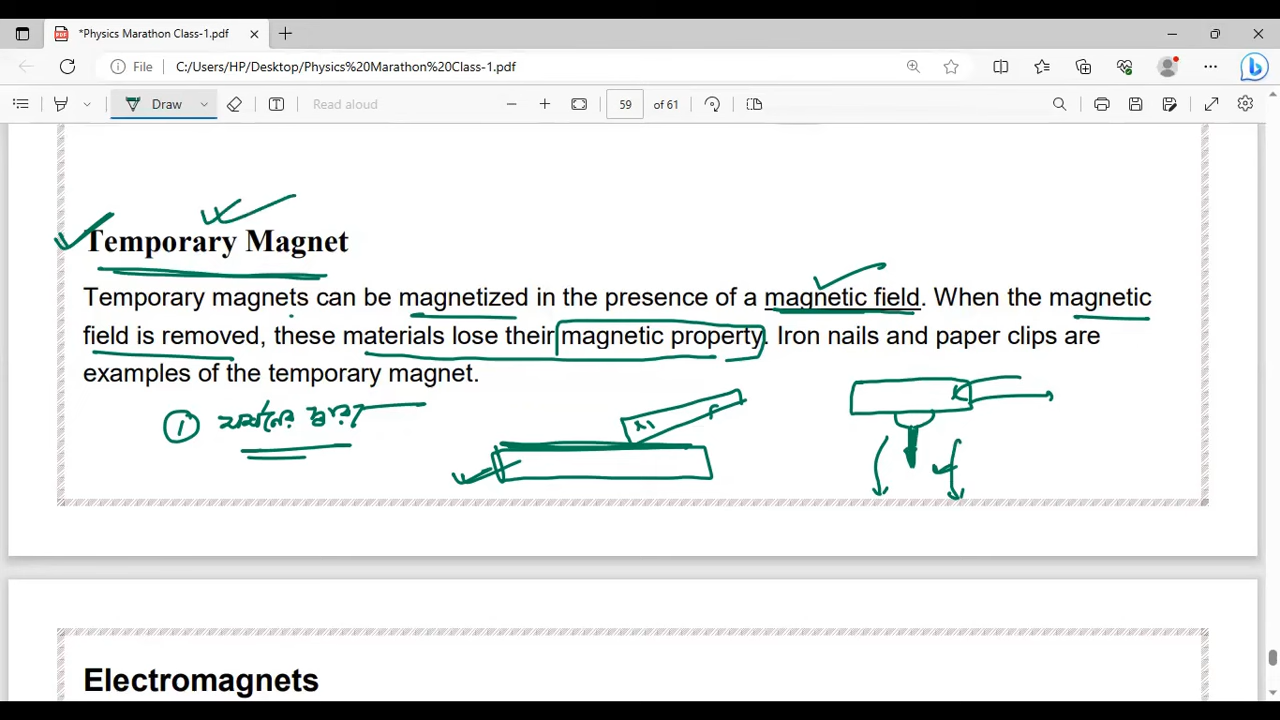 *Physics Marathon Class-1.pdf
File C:/Users/HP/Desktop/Physics%20Marathon%20Class-1.pdf
Draw Read aloud 59 of 61
Temporary Magnet
Temporary magnets can be magnetized in the presence of a magnetic field. When the magnetic
field is removed, these materials lose their magnetic property. Iron nails and paper clips are
examples of the temporary magnet.
Electromagnets